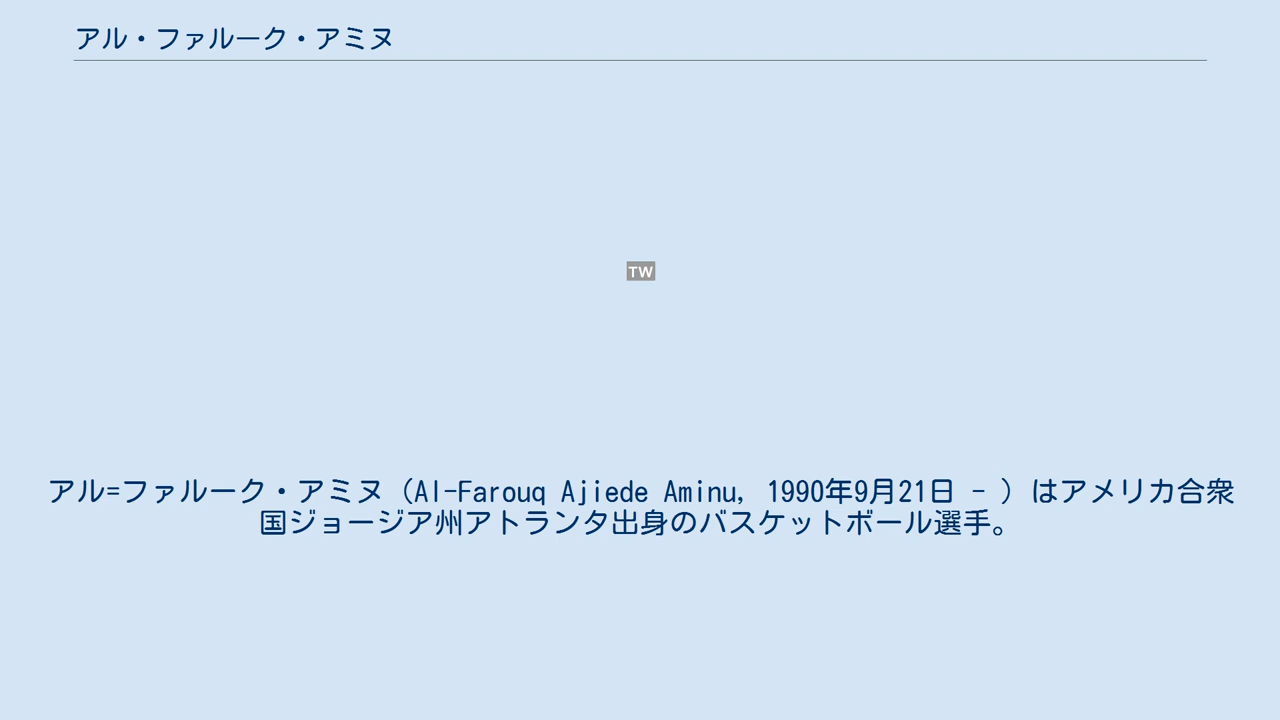 アル・ファルーク・アミヌ
TW
アル=ファルーク・アミヌ（Al-Farouq Ajiede Aminu, 1990年9月21日 - ）はアメリカ合衆
国ジョージア州アトランタ出身のバスケットボール選手。